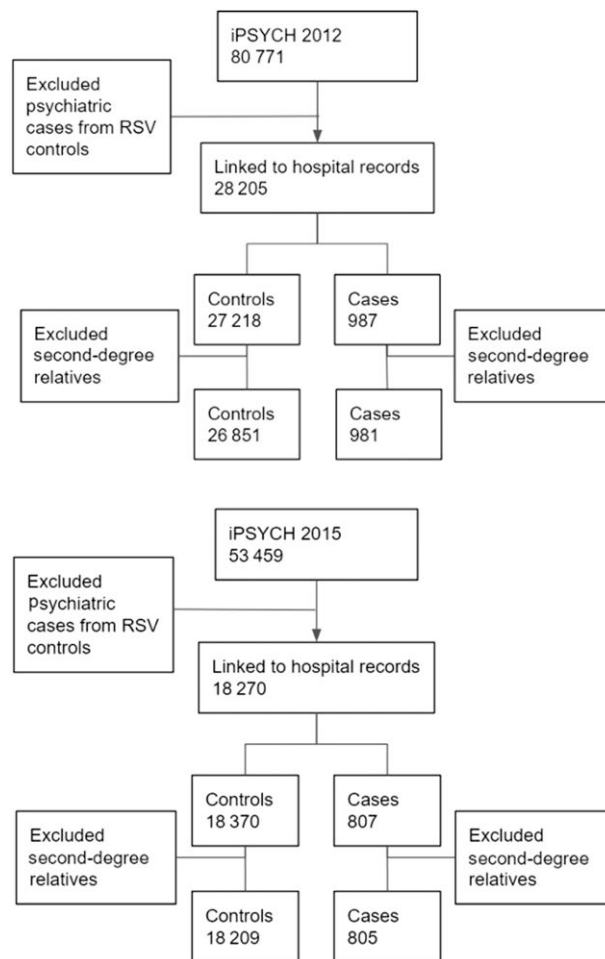 iPSYCH 2012
80 771
Excluded
psychiatric
cases from RSV
controls
Linked to hospital records
28 205
Controls
27 218
Cases
987
Excluded
second-degree
relatives
Excluded
second-degree
relatives
Controls
26 851
Cases
981
iPSYCH 2015
53 459
Excluded
psychiatric
cases from RSV
controls
Linked to hospital records
18 270
Controls
18 370
Cases
807
Excluded
second-degree
relatives
Excluded
second-degree
relatives
Controls
18 209
Cases
805